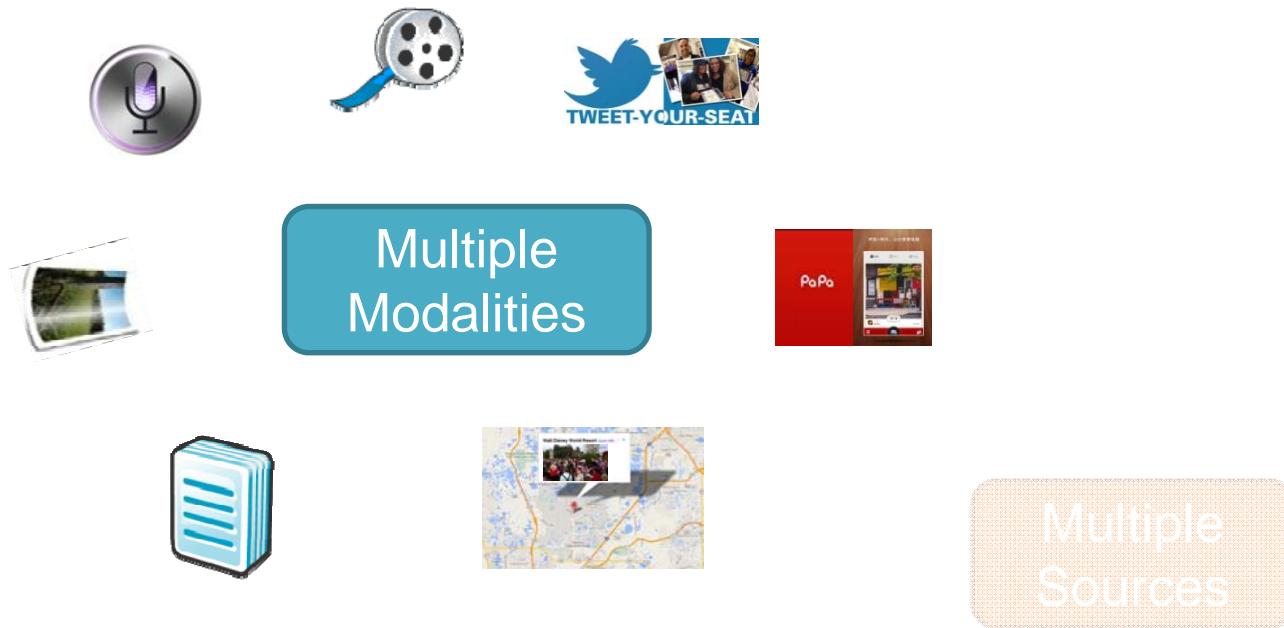 TWEET-YOUR-SEAT
Multiple
Modalities
PaPa
Walt Disney World Resort
Multiple
Sources